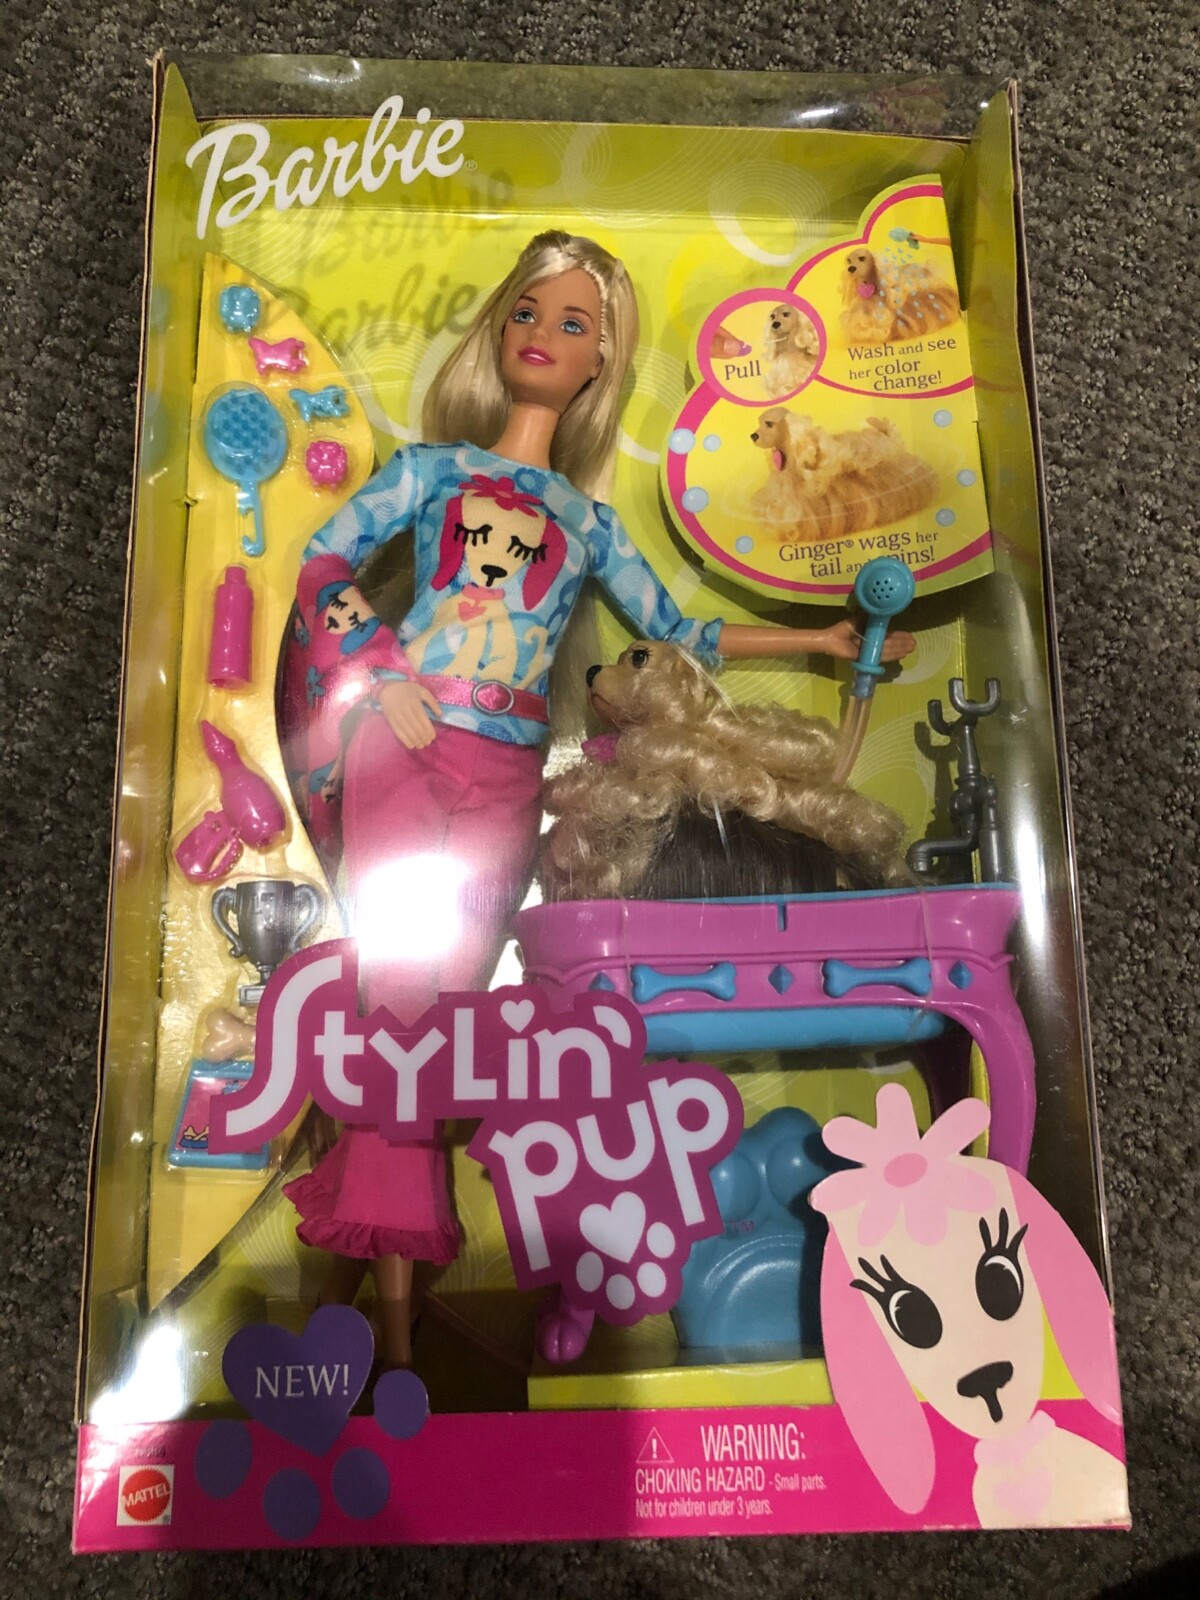 Barbie®
Pull
Wash and see
her color
change!
Ginger® wags her
tail and spins!
Stylin'
pup
TM
NEW!
MATTEL
WARNING:
CHOKING HAZARD - Small parts.
Not for children under 3 years.